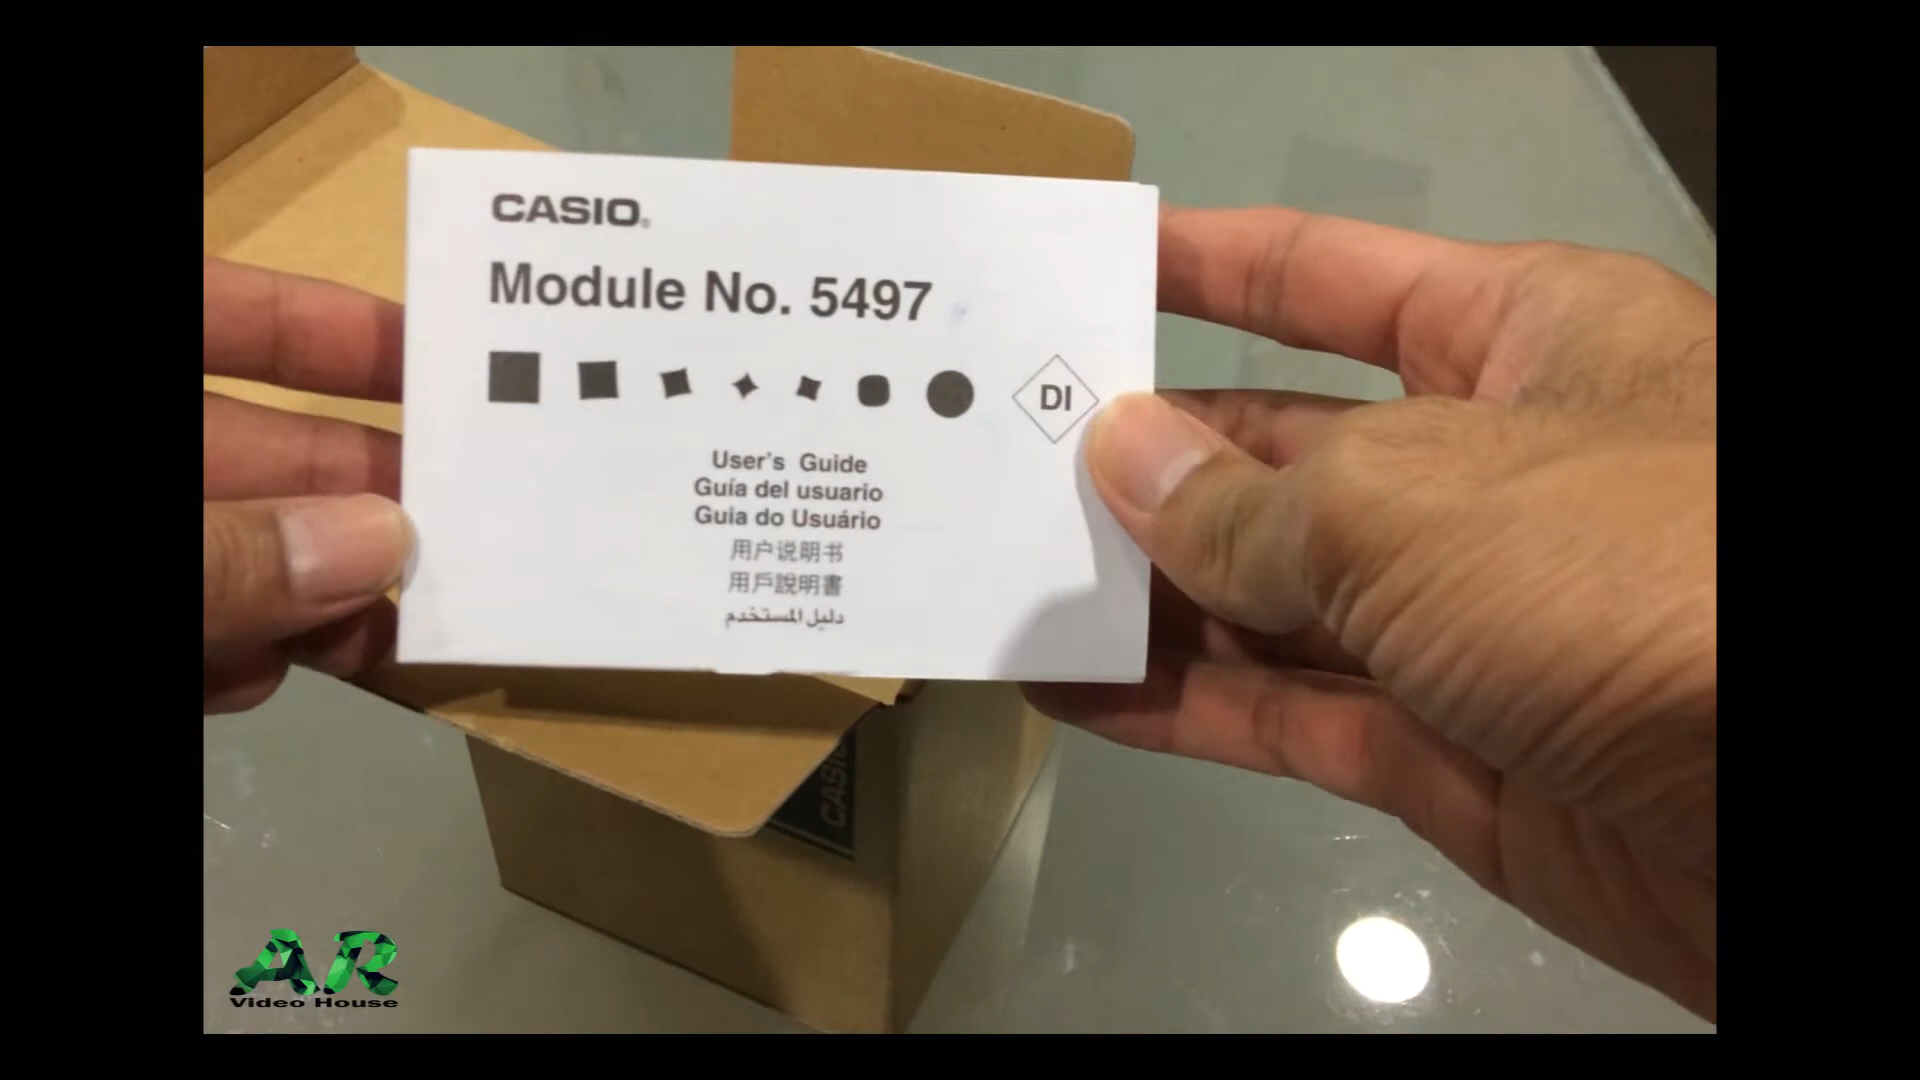 CASIO®
Module No. 5497
DI
User's Guide
Guía del usuario
Guia do Usuário
用户说明书
用戶說明書
دليل المستخدم
CASIO
AR
Video House